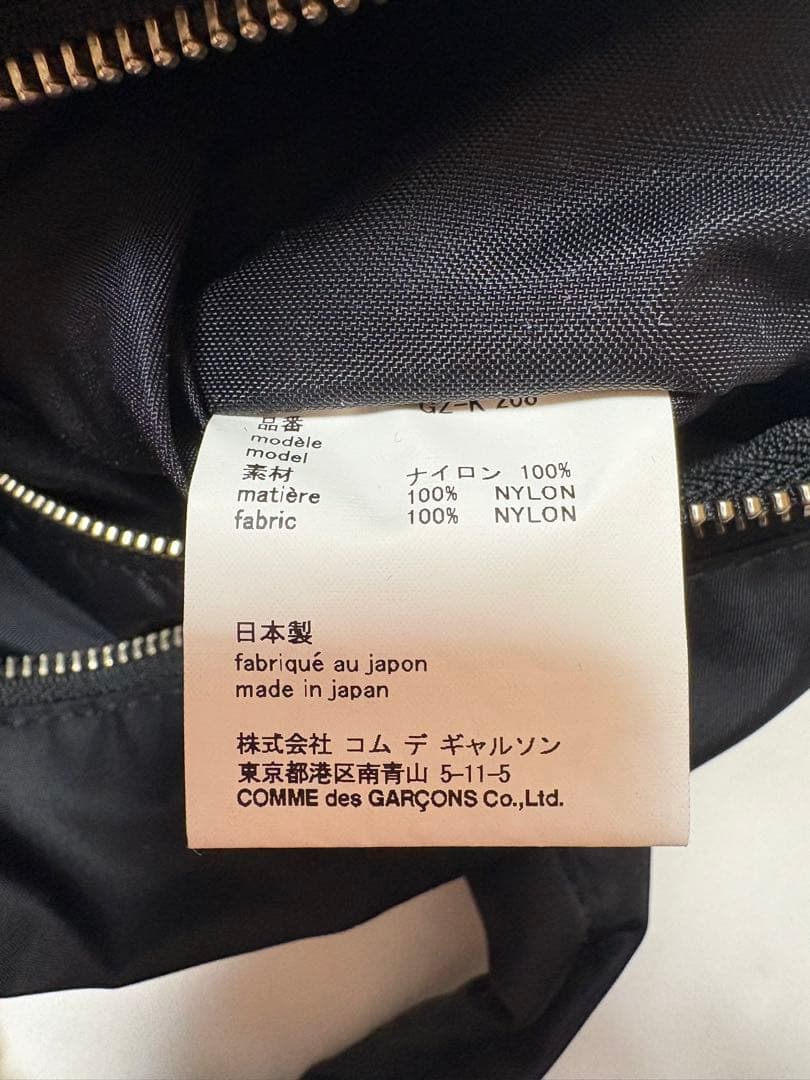 品番
modèle
model
素材 ナイロン 100%
matière 100% NYLON
fabric 100% NYLON
日本製
fabriqué au japon
made in japan
株式会社 コム デ ギャルソン
東京都港区南青山 5-11-5
COMME des GARÇONS Co.,Ltd.